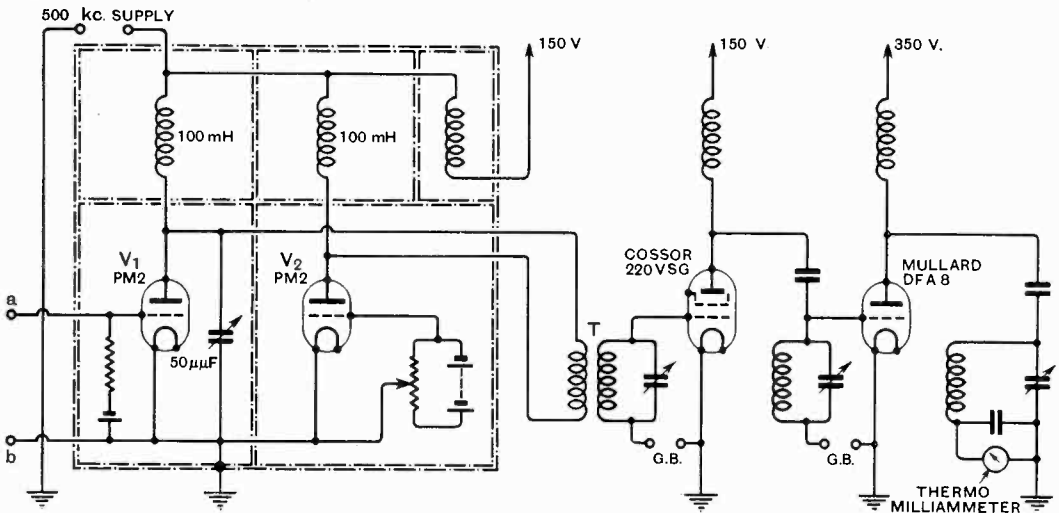 500 kc. SUPPLY
150 V
150 V.
350 V.
100 mH
100 mH
V1
PM2
V2
PM2
COSSOR
220 VSG
MULLARD
DFA 8
a
50μμF
T
b
G.B.
G.B.
THERMO
MILLIAMMETER